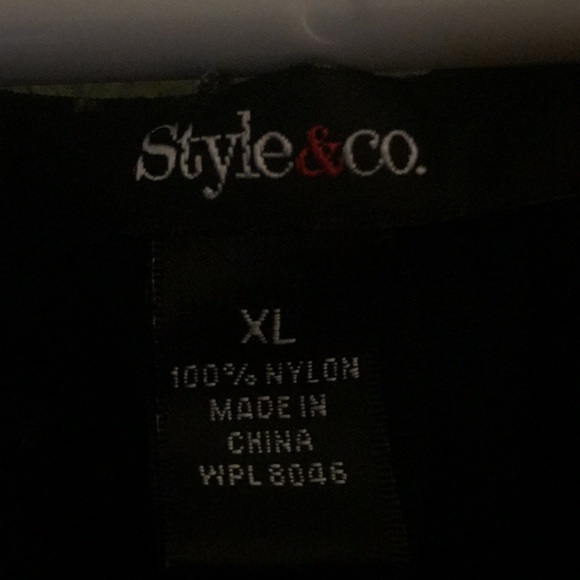 Style&co.
XL
100% NYLON
MADE IN
CHINA
WPL8046